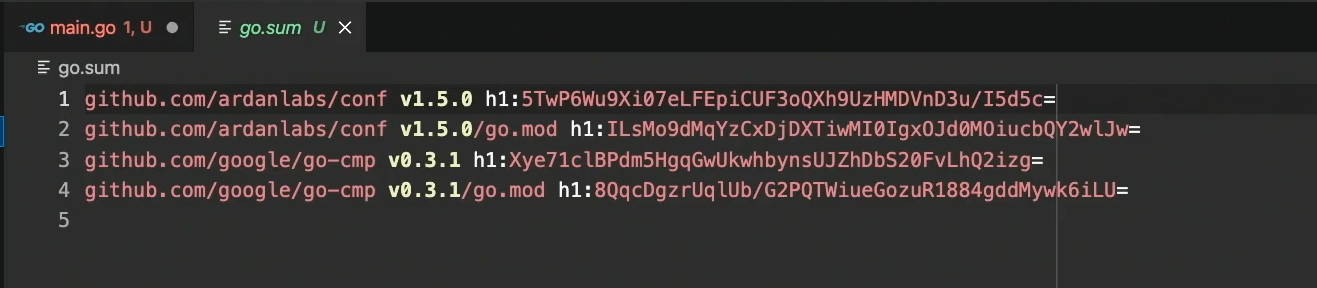 GO main.go 1, U ●
go.sum U ×
go.sum
1 github.com/ardanlabs/conf v1.5.0 h1:5TwP6Wu9Xi07eLFEpiCUF3oQXh9UzHMDVnD3u/I5d5c=
2 github.com/ardanlabs/conf v1.5.0/go.mod h1:ILsMo9dMqYzCxDjDXTiwMI0IgxOJd0MOiucbQY2wlJw=
3 github.com/google/go-cmp v0.3.1 h1:Xye71clBPdm5HgqGwUkwhbynsUJZhDbS20FvLhQ2izg=
4 github.com/google/go-cmp v0.3.1/go.mod h1:8QqcDgzrUqlUb/G2PQTWiueGozuR1884gddMywk6iLU=
5